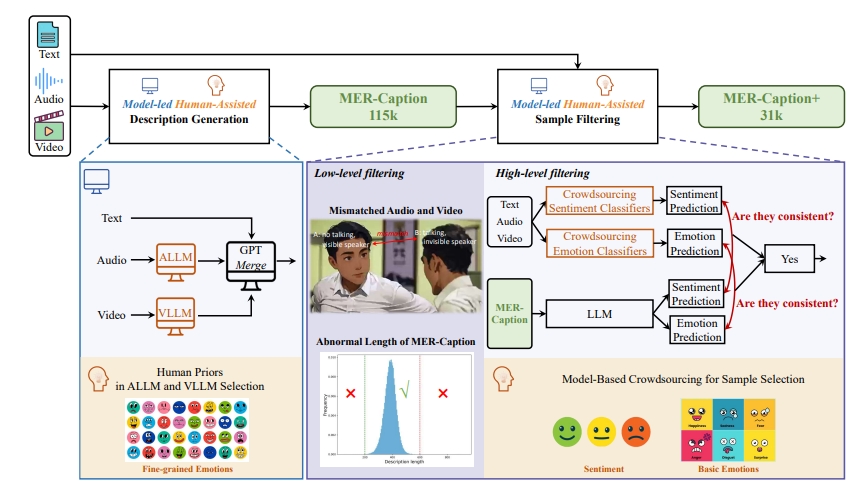 Text
Audio
Video
Model-led Human-Assisted
Description Generation
MER-Caption
115k
Model-led Human-Assisted
Sample Filtering
MER-Caption+
31k
Text
Audio
Video
ALLM
VLLM
GPT
Merge
Human Priors
in ALLM and VLLM Selection
Fine-grained Emotions
Low-level filtering
Mismatched Audio and Video
A: no talking,
visible speaker
mismatch
B: talking,
invisible speaker
Abnormal Length of MER-Caption
Frequency
200
400
600
800
Description length
High-level filtering
Text
Audio
Video
Crowdsourcing
Sentiment Classifiers
Sentiment
Prediction
Crowdsourcing
Emotion Classifiers
Emotion
Prediction
Are they consistent?
Yes
MER-
Caption
LLM
Sentiment
Prediction
Emotion
Prediction
Are they consistent?
Model-Based Crowdsourcing for Sample Selection
Sentiment
Happiness
Sadness
Fear
Anger
Disgust
Surprise
Basic Emotions